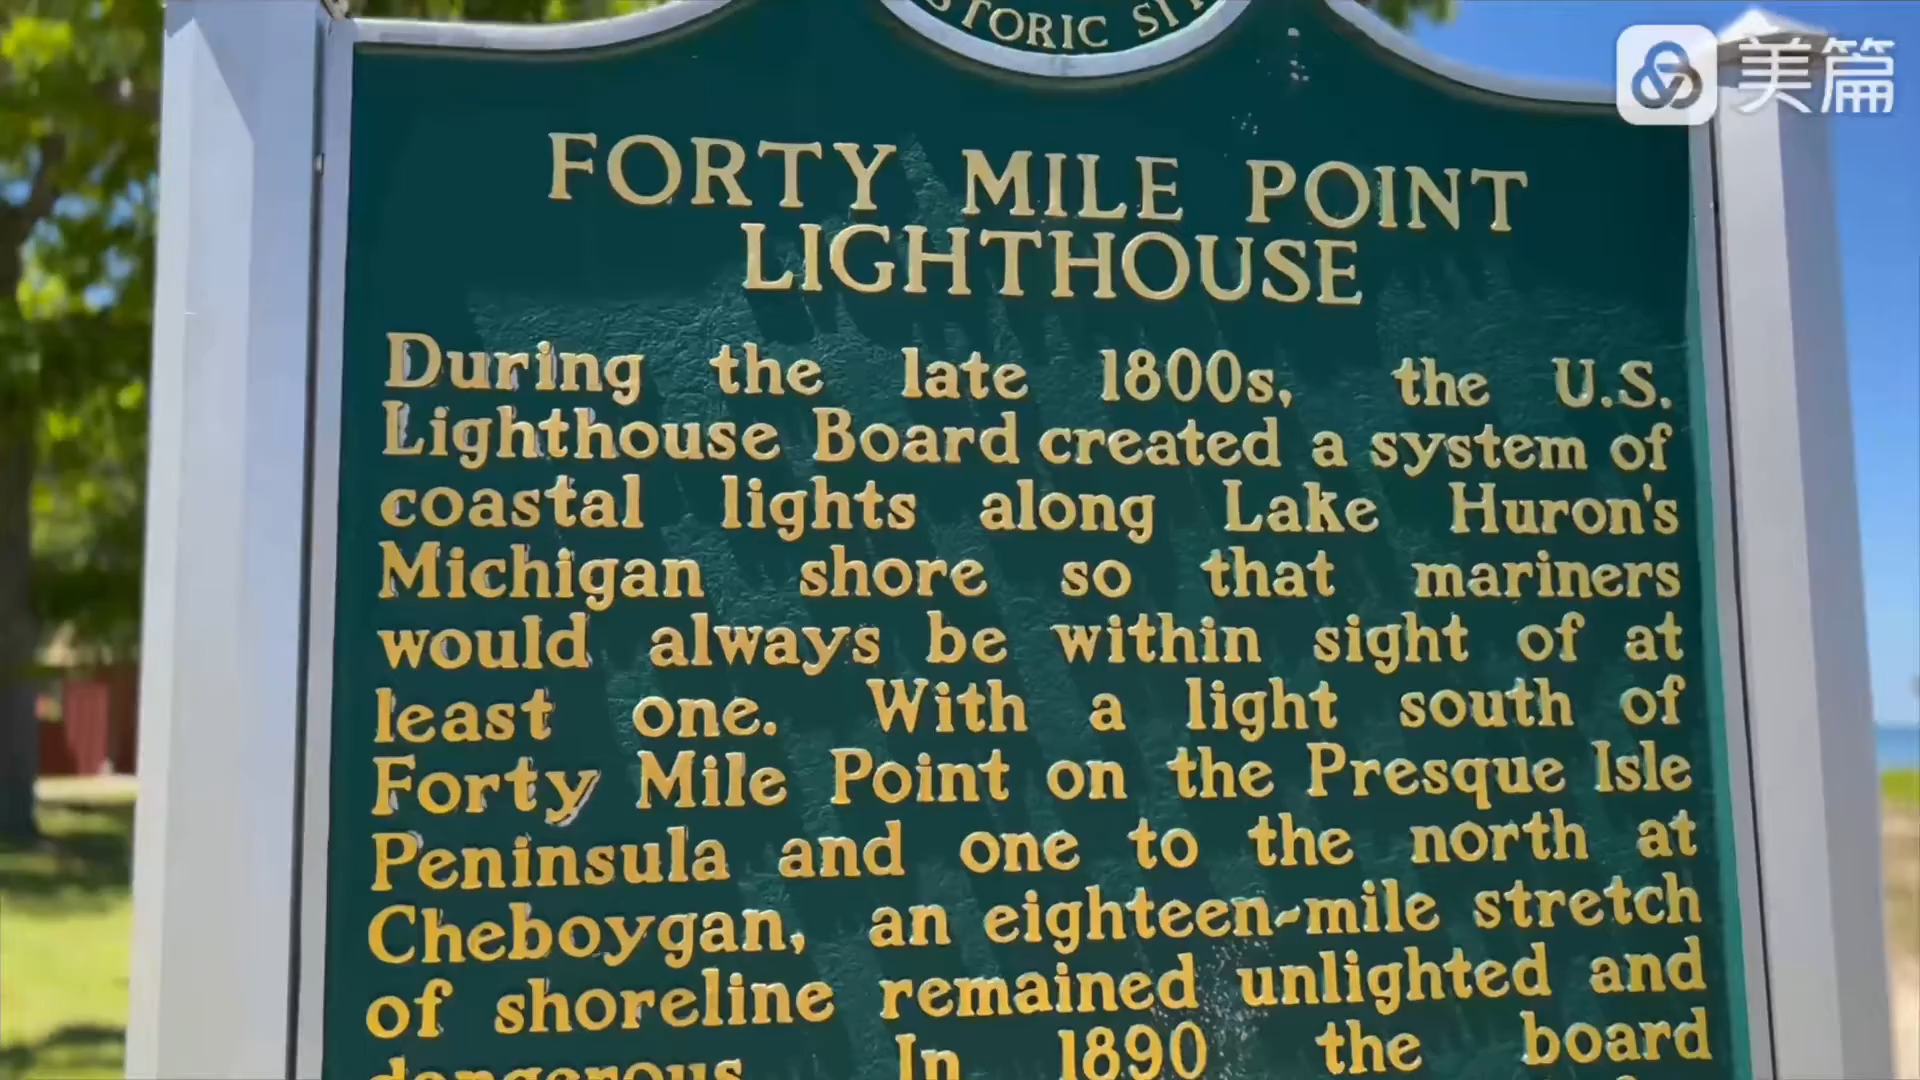 STORIC SIT
美篇
FORTY MILE POINT
LIGHTHOUSE
During the late 1800s, the U.S.
Lighthouse Board created a system of
coastal lights along Lake Huron's
Michigan shore so that mariners
would always be within sight of at
least one. With a light south of
Forty Mile Point on the Presque Isle
Peninsula and one to the north at
Cheboygan, an eighteen-mile stretch
of shoreline remained unlighted and
dangerous. In 1890 the board